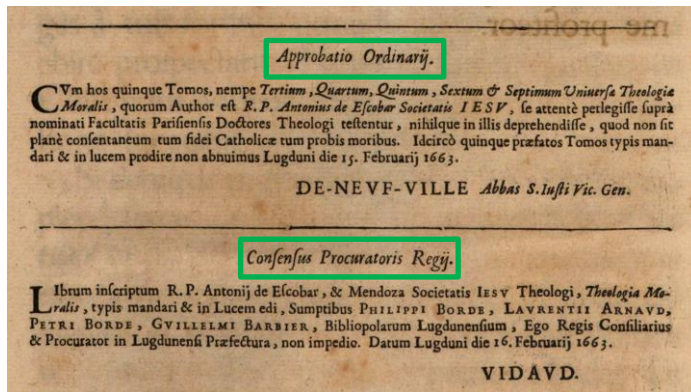 Approbatio Ordinarij.
CVm hos quinque Tomos, nempe Tertium, Quartum, Quintum, Sextum & Septimum Vniuersæ Theologiæ
Moralis, quorum Author est R. P. Antonius de Escobar Societatis IESV, se attentè perlegisse suprà
nominati Facultatis Parisiensis Doctores Theologi testentur, nihilque in illis deprehendisse, quod non sit
planè consentaneum tum fidei Catholicæ tum probis moribus. Idcircò quinque præfatos Tomos typis man-
dari & in lucem prodire non abnuimus Lugduni die 15. Februarij 1663.
DE-NEVF-VILLE Abbas S. Iusti Vic. Gen.
Consensus Procuratoris Regij.
LIbrum inscriptum R. P. Antonij de Escobar, & Mendoza Societatis IESV Theologi, Theologia Mo-
ralis, typis mandari & in Lucem edi, Sumptibus PHILIPPI BORDE, LAVRENTII ARNAVD,
PETRI BORDE, GVILLELMI BARBIER, Bibliopolarum Lugdunensium, Ego Regis Consiliarius
& Procurator in Lugdunensi Præfectura, non impedio. Datum Lugduni die 16. Februarij 1663.
VIDAVD.